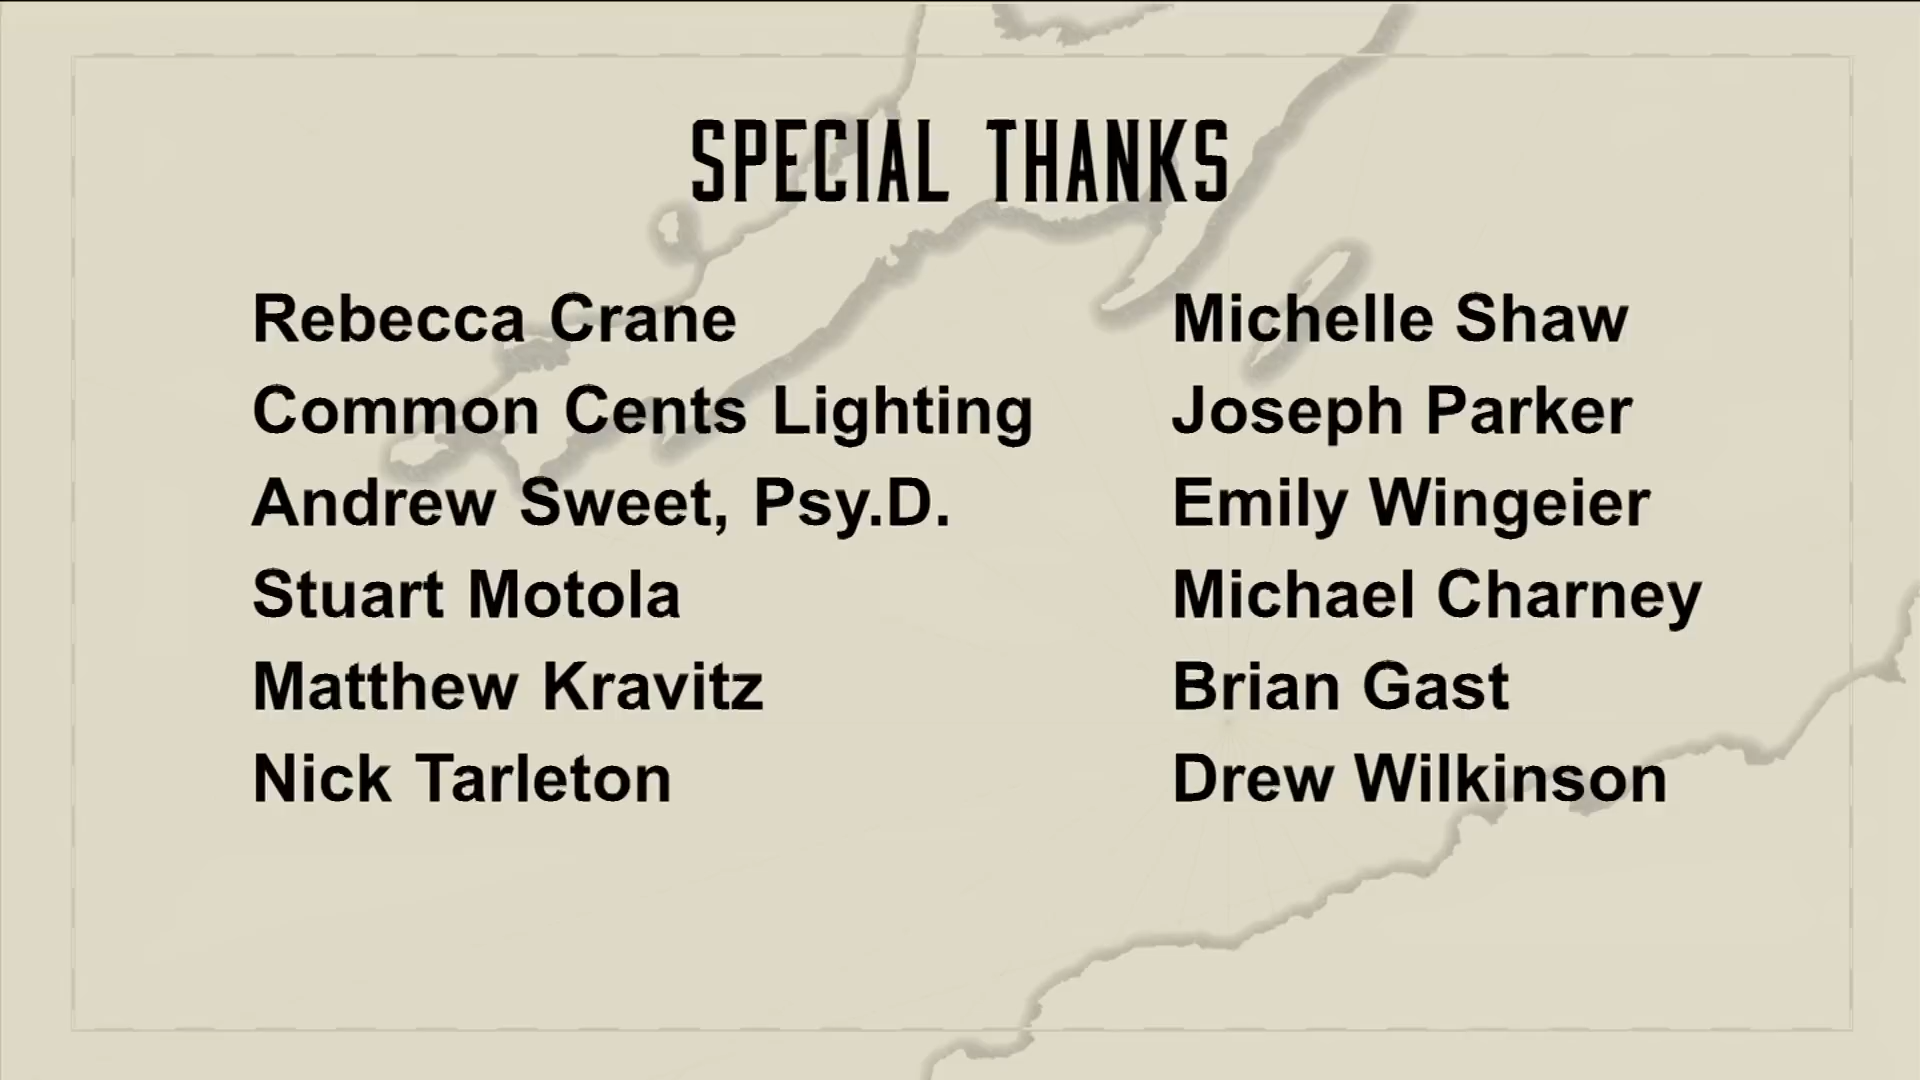 SPECIAL THANKS
Rebecca Crane
Common Cents Lighting
Andrew Sweet, Psy.D.
Stuart Motola
Matthew Kravitz
Nick Tarleton
Michelle Shaw
Joseph Parker
Emily Wingeier
Michael Charney
Brian Gast
Drew Wilkinson